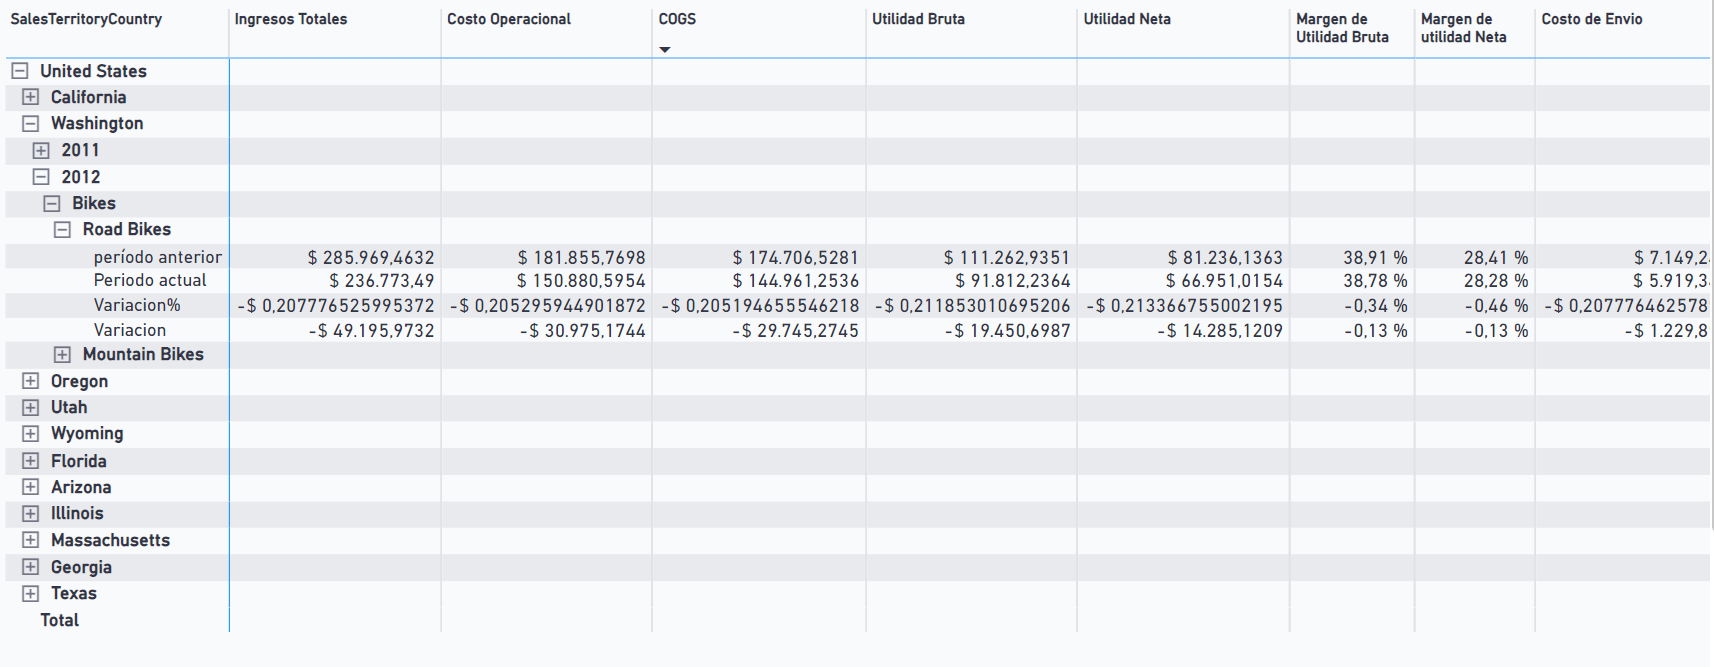 SalesTerritoryCountry Ingresos Totales Costo Operacional COGS Utilidad Bruta Utilidad Neta Margen de Utilidad Bruta Margen de utilidad Neta Costo de Envio
United States
California
Washington
2011
2012
Bikes
Road Bikes
período anterior $ 285.969,4632 $ 181.855,7698 $ 174.706,5281 $ 111.262,9351 $ 81.236,1363 38,91 % 28,41 % $ 7.149,2
Periodo actual $ 236.773,49 $ 150.880,5954 $ 144.961,2536 $ 91.812,2364 $ 66.951,0154 38,78 % 28,28 % $ 5.919,3
Variacion% -$ 0,207776525995372 -$ 0,205295944901872 -$ 0,205194655546218 -$ 0,2118530106952​06 -$ 0,213366755002195 -0,34 % -0,46 % -$ 0,207776462578
Variacion -$ 49.195,9732 -$ 30.975,1744 -$ 29.745,2745 -$ 19.450,6987 -$ 14.285,1209 -0,13 % -0,13 % -$ 1.229,8
Mountain Bikes
Oregon
Utah
Wyoming
Florida
Arizona
Illinois
Massachusetts
Georgia
Texas
Total